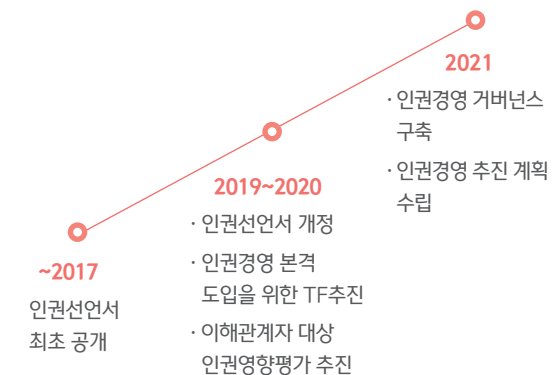 ~2017
인권선언서
최초 공개
2019~2020
· 인권선언서 개정
· 인권경영 본격
도입을 위한 TF추진
· 이해관계자 대상
인권영향평가 추진
2021
· 인권경영 거버넌스
구축
· 인권경영 추진 계획
수립